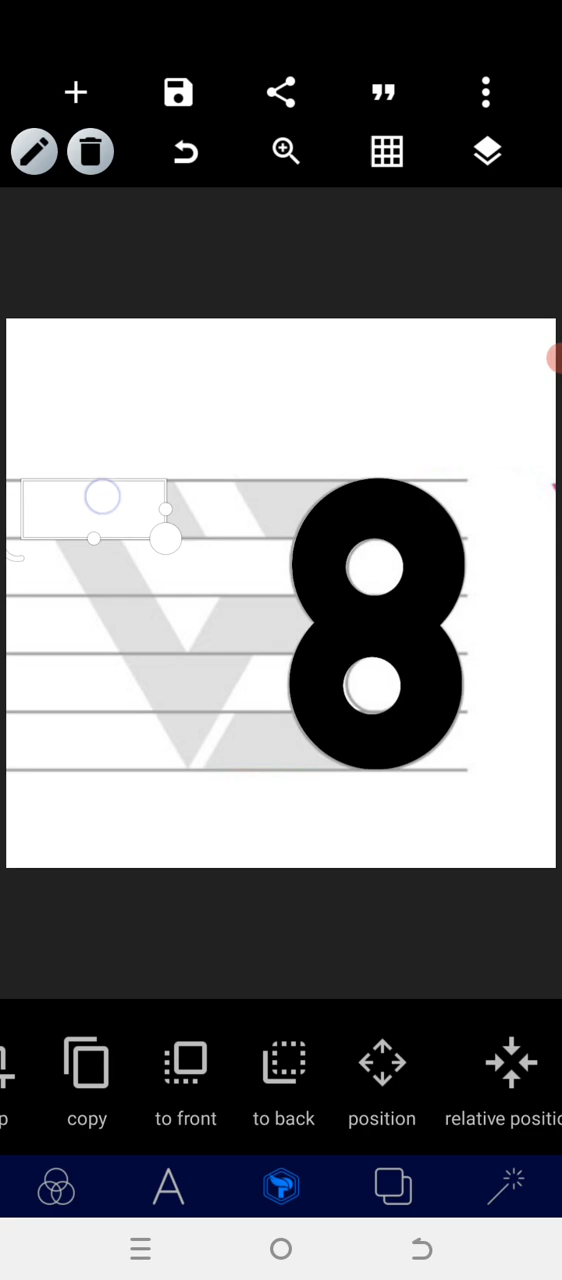 8
p
copy
to front
to back
position
relative positio